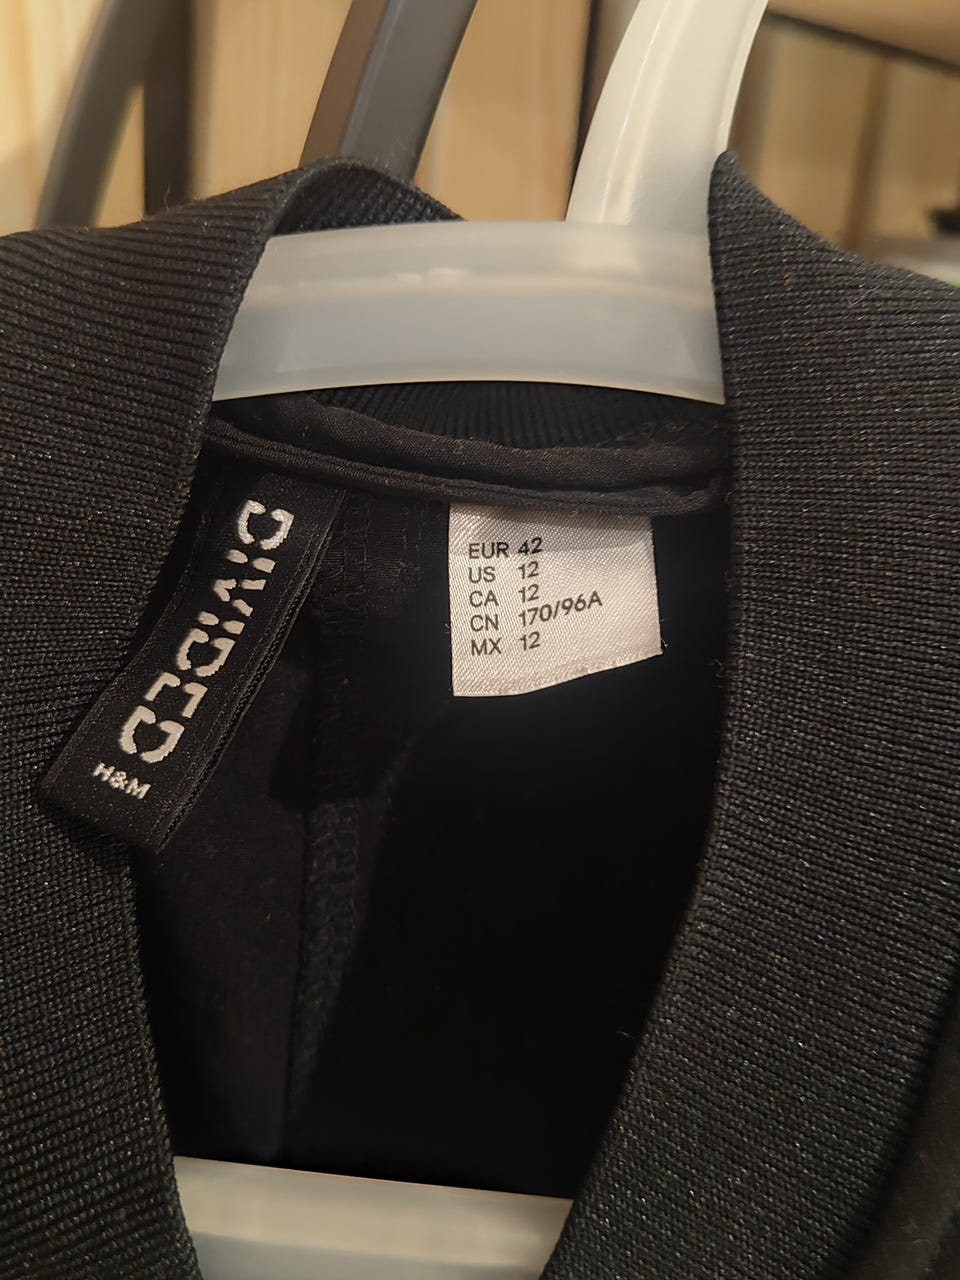 DIVIDED
H&M
EUR 42
US 12
CA 12
CN 170/96A
MX 12